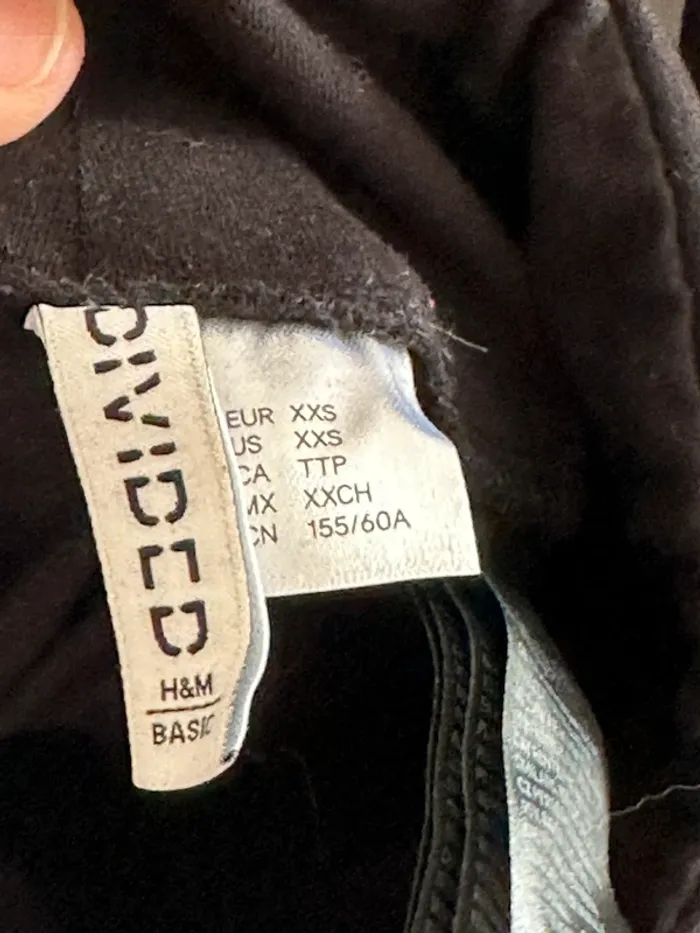 DIVIDED
H&M
BASIC
EUR XXS
US XXS
CA TTP
MX XXCH
CN 155/60A